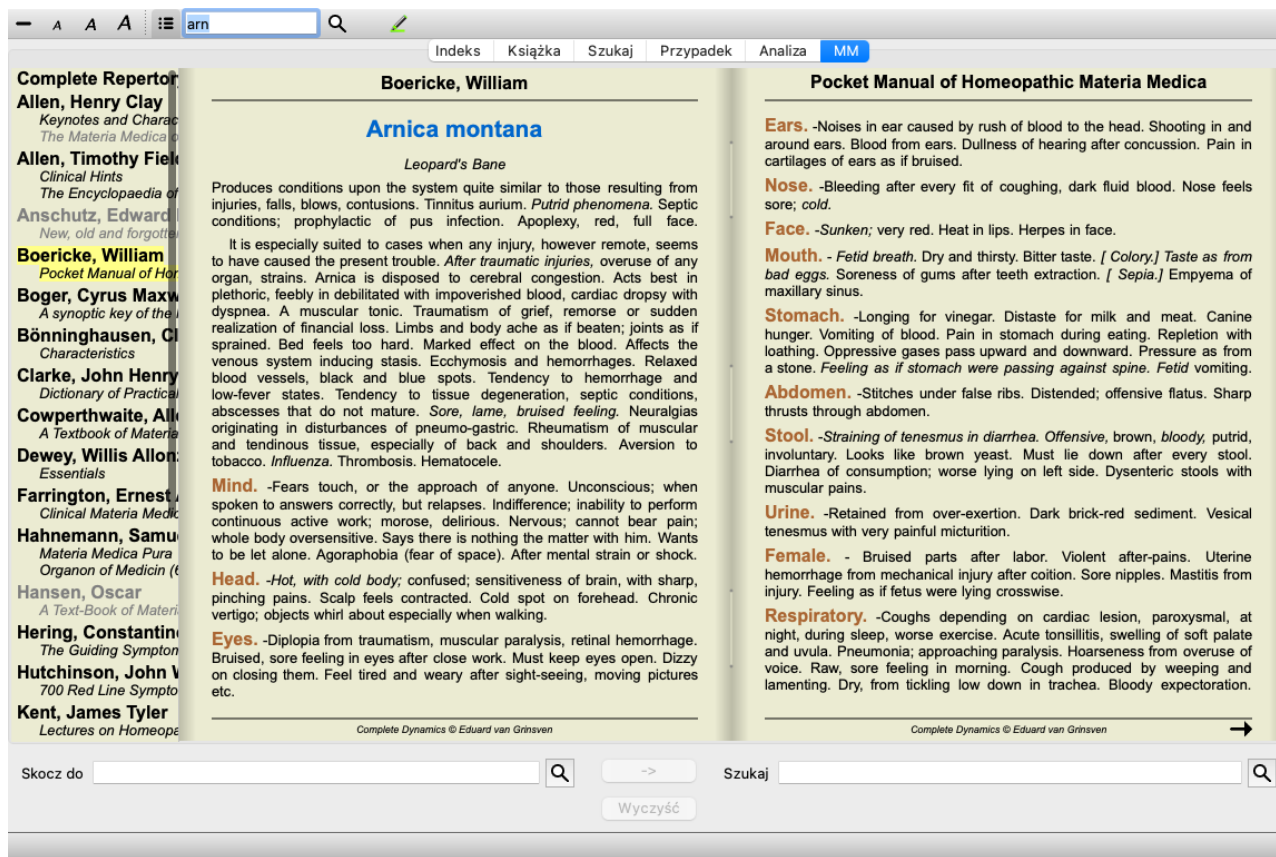 A A A arn
Indeks Książka Szukaj Przypadek Analiza MM
Complete Repertory
Allen, Henry Clay
Keynotes and Charac
The Materia Medica o
Allen, Timothy Field
Clinical Hints
The Encyclopaedia of
Anschutz, Edward
New, old and forgotte
Boericke, William
Pocket Manual of Hom
Boger, Cyrus Maxw
A synoptic key of the
Bönninghausen, Cl
Characteristics
Clarke, John Henry
Dictionary of Practical
Cowperthwaite, Alle
A Textbook of Materia
Dewey, Willis Allonz
Essentials
Farrington, Ernest A
Clinical Materia Medic
Hahnemann, Samu
Materia Medica Pura
Organon of Medicin (6
Hansen, Oscar
A Text-Book of Materi
Hering, Constantine
The Guiding Symptom
Hutchinson, John W
700 Red Line Sympto
Kent, James Tyler
Lectures on Homeopa
Boericke, William
Arnica montana
Leopard's Bane
Produces conditions upon the system quite similar to those resulting from
injuries, falls, blows, contusions. Tinnitus aurium. Putrid phenomena. Septic
conditions; prophylactic of pus infection. Apoplexy, red, full face.
It is especially suited to cases when any injury, however remote, seems
to have caused the present trouble. After traumatic injuries, overuse of any
organ, strains. Arnica is disposed to cerebral congestion. Acts best in
plethoric, feebly in debilitated with impoverished blood, cardiac dropsy with
dyspnea. A muscular tonic. Traumatism of grief, remorse or sudden
realization of financial loss. Limbs and body ache as if beaten; joints as if
sprained. Bed feels too hard. Marked effect on the blood. Affects the
venous system inducing stasis. Ecchymosis and hemorrhages. Relaxed
blood vessels, black and blue spots. Tendency to hemorrhage and
low-fever states. Tendency to tissue degeneration, septic conditions,
abscesses that do not mature. Sore, lame, bruised feeling. Neuralgias
originating in disturbances of pneumo-gastric. Rheumatism of muscular
and tendinous tissue, especially of back and shoulders. Aversion to
tobacco. Influenza. Thrombosis. Hematocele.
Mind. -Fears touch, or the approach of anyone. Unconscious; when
spoken to answers correctly, but relapses. Indifference; inability to perform
continuous active work; morose, delirious. Nervous; cannot bear pain;
whole body oversensitive. Says there is nothing the matter with him. Wants
to be let alone. Agoraphobia (fear of space). After mental strain or shock.
Head. -Hot, with cold body; confused; sensitiveness of brain, with sharp,
pinching pains. Scalp feels contracted. Cold spot on forehead. Chronic
vertigo; objects whirl about especially when walking.
Eyes. -Diplopia from traumatism, muscular paralysis, retinal hemorrhage.
Bruised, sore feeling in eyes after close work. Must keep eyes open. Dizzy
on closing them. Feel tired and weary after sight-seeing, moving pictures
etc.
Complete Dynamics © Eduard van Grinsven
Pocket Manual of Homeopathic Materia Medica
Ears. -Noises in ear caused by rush of blood to the head. Shooting in and
around ears. Blood from ears. Dullness of hearing after concussion. Pain in
cartilages of ears as if bruised.
Nose. -Bleeding after every fit of coughing, dark fluid blood. Nose feels
sore; cold.
Face. -Sunken; very red. Heat in lips. Herpes in face.
Mouth. - Fetid breath. Dry and thirsty. Bitter taste. [ Colory.] Taste as from
bad eggs. Soreness of gums after teeth extraction. [ Sepia.] Empyema of
maxillary sinus.
Stomach. -Longing for vinegar. Distaste for milk and meat. Canine
hunger. Vomiting of blood. Pain in stomach during eating. Repletion with
loathing. Oppressive gases pass upward and downward. Pressure as from
a stone. Feeling as if stomach were passing against spine. Fetid vomiting.
Abdomen. -Stitches under false ribs. Distended; offensive flatus. Sharp
thrusts through abdomen.
Stool. -Straining of tenesmus in diarrhea. Offensive, brown, bloody, putrid,
involuntary. Looks like brown yeast. Must lie down after every stool.
Diarrhea of consumption; worse lying on left side. Dysenteric stools with
muscular pains.
Urine. -Retained from over-exertion. Dark brick-red sediment. Vesical
tenesmus with very painful micturition.
Female. - Bruised parts after labor. Violent after-pains. Uterine
hemorrhage from mechanical injury after coition. Sore nipples. Mastitis from
injury. Feeling as if fetus were lying crosswise.
Respiratory. -Coughs depending on cardiac lesion, paroxysmal, at
night, during sleep, worse exercise. Acute tonsillitis, swelling of soft palate
and uvula. Pneumonia; approaching paralysis. Hoarseness from overuse of
voice. Raw, sore feeling in morning. Cough produced by weeping and
lamenting. Dry, from tickling low down in trachea. Bloody expectoration.
Complete Dynamics © Eduard van Grinsven
Skocz do
->
Szukaj
Wyczyść